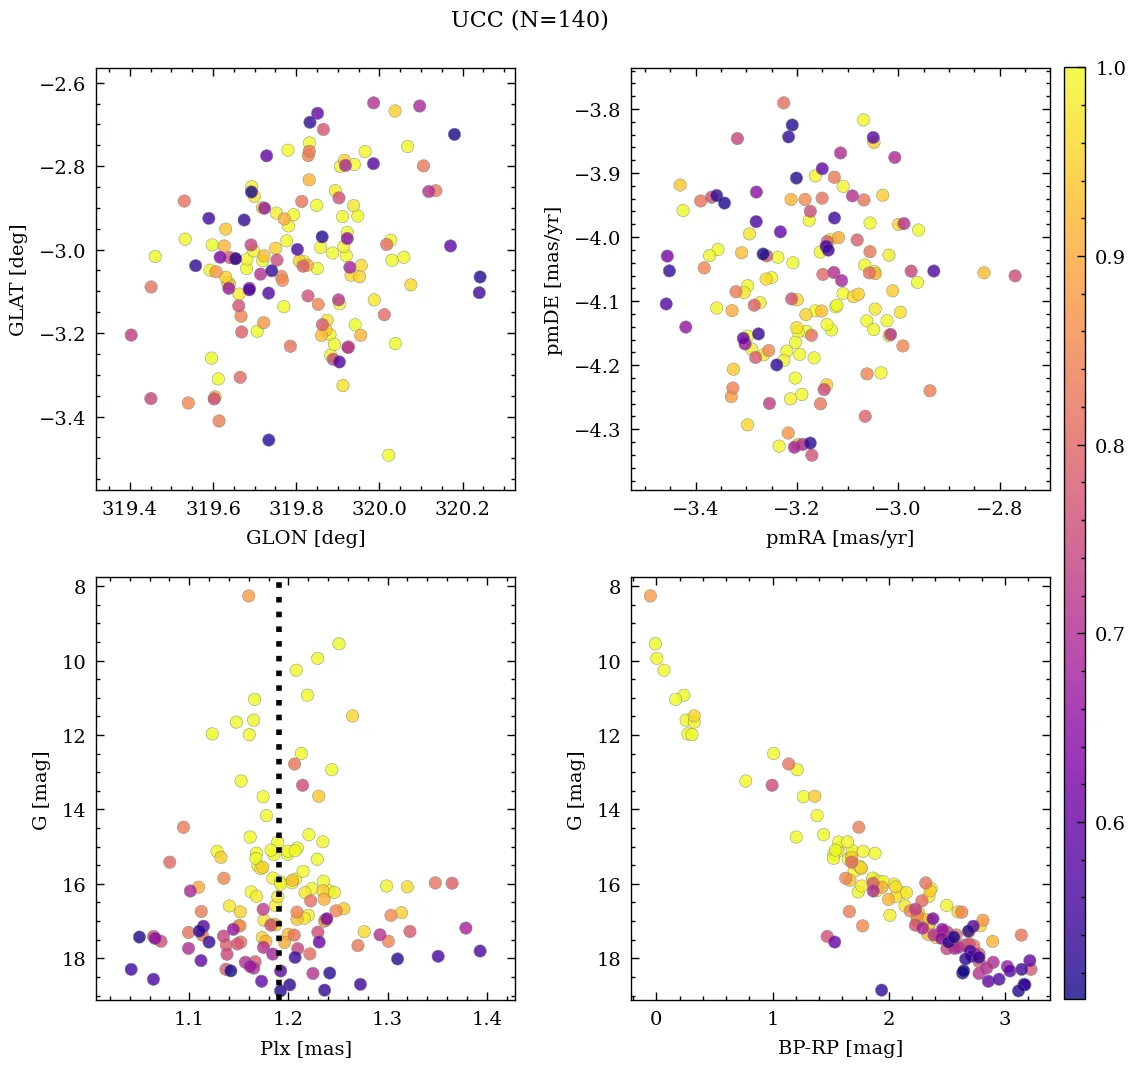 UCC (N=140)
−2.6
−2.8
−3.0
−3.2
−3.4
GLAT [deg]
319.4 319.6 319.8 320.0 320.2
GLON [deg]
−3.8
−3.9
−4.0
−4.1
−4.2
−4.3
pmDE [mas/yr]
−3.4 −3.2 −3.0 −2.8
pmRA [mas/yr]
8
10
12
14
16
18
G [mag]
1.1 1.2 1.3 1.4
Plx [mas]
8
10
12
14
16
18
G [mag]
0 1 2 3
BP-RP [mag]
1.0
0.9
0.8
0.7
0.6